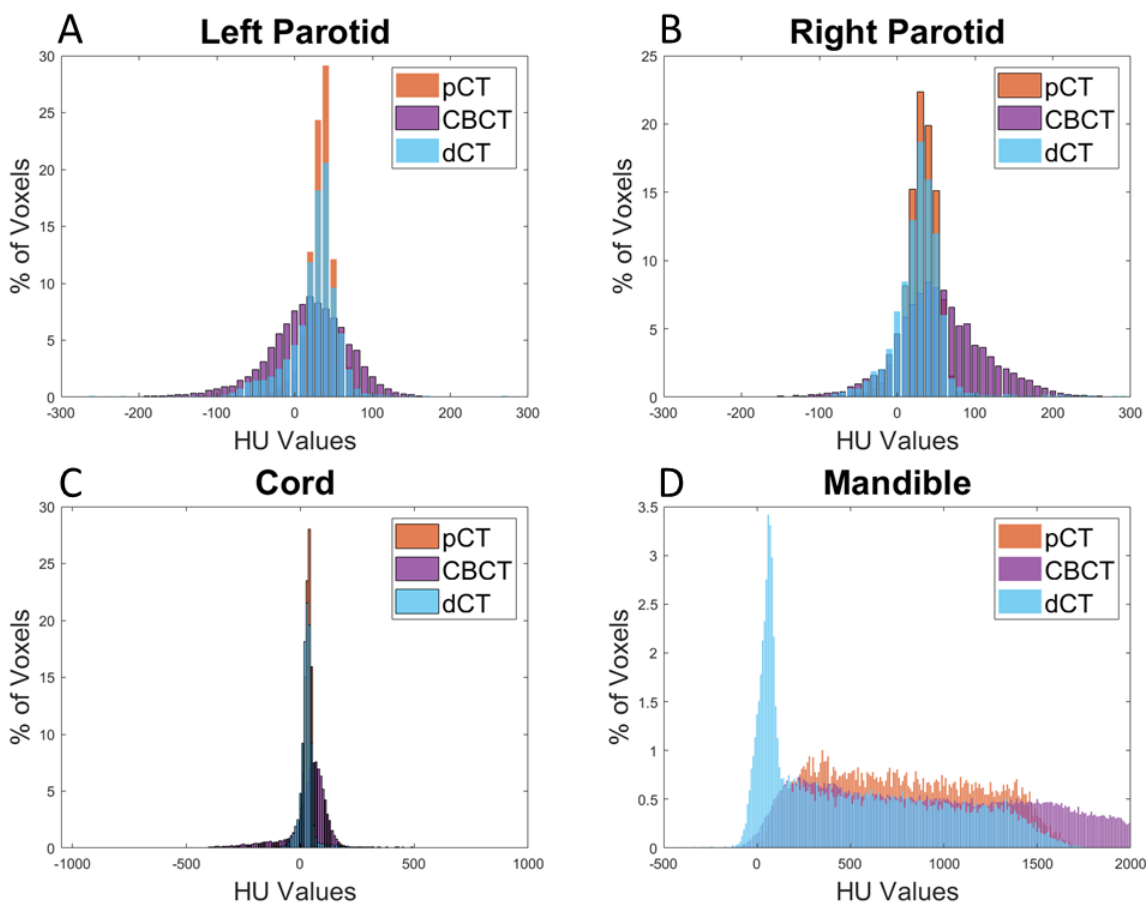 A
Left Parotid
30
25
20
15
10
5
0
% of Voxels
pCT
CBCT
dCT
-300
-200
-100
0
100
200
300
HU Values
B
Right Parotid
25
20
15
10
5
0
% of Voxels
pCT
CBCT
dCT
-300
-200
-100
0
100
200
300
HU Values
C
Cord
30
25
20
15
10
5
0
% of Voxels
pCT
CBCT
dCT
-1000
-500
0
500
1000
HU Values
D
Mandible
3.5
3
2.5
2
1.5
1
0.5
0
% of Voxels
pCT
CBCT
dCT
-500
0
500
1000
1500
2000
HU Values